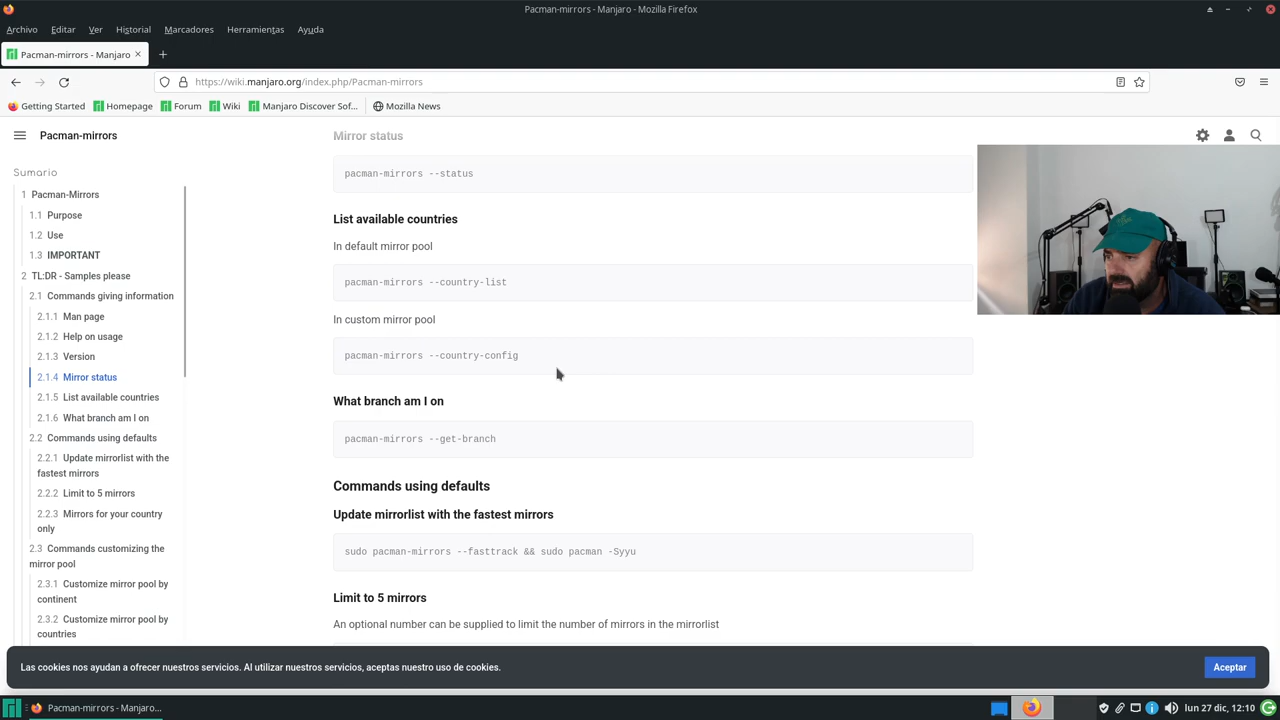 Pacman-mirrors - Manjaro - Mozilla Firefox
Archivo Editar Ver Historial Marcadores Herramientas Ayuda
Pacman-mirrors - Manjaro
https://wiki.manjaro.org/index.php/Pacman-mirrors
Getting Started Homepage Forum Wiki Manjaro Discover Sof... Mozilla News
Pacman-mirrors
Sumario
1 Pacman-Mirrors
1.1 Purpose
1.2 Use
1.3 IMPORTANT
2 TL:DR - Samples please
2.1 Commands giving information
2.1.1 Man page
2.1.2 Help on usage
2.1.3 Version
2.1.4 Mirror status
2.1.5 List available countries
2.1.6 What branch am I on
2.2 Commands using defaults
2.2.1 Update mirrorlist with the
fastest mirrors
2.2.2 Limit to 5 mirrors
2.2.3 Mirrors for your country
only
2.3 Commands customizing the
mirror pool
2.3.1 Customize mirror pool by
continent
2.3.2 Customize mirror pool by
countries
Mirror status
pacman-mirrors --status
List available countries
In default mirror pool
pacman-mirrors --country-list
In custom mirror pool
pacman-mirrors --country-config
What branch am I on
pacman-mirrors --get-branch
Commands using defaults
Update mirrorlist with the fastest mirrors
sudo pacman-mirrors --fasttrack && sudo pacman -Syyu
Limit to 5 mirrors
An optional number can be supplied to limit the number of mirrors in the mirrorlist
Las cookies nos ayudan a ofrecer nuestros servicios. Al utilizar nuestros servicios, aceptas nuestro uso de cookies.
Aceptar
Pacman-mirrors - Manjaro...
lun 27 dic, 12:10